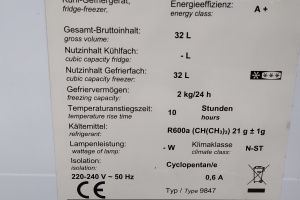 Kühl-Gefriergerät, Energieeffizienz: A +
fridge-freezer, energy class:
Gesamt-Bruttoinhalt: 32 L
gross volume:
Nutzinhalt Kühlfach: - L
cubic capacity fridge:
Nutzinhalt Gefrierfach: 32 L
cubic capacity freezer:
Gefriervermögen: 2 kg/24 h
freezing capacity:
Temperaturanstiegszeit: 10 Stunden
temperature rise time hours
Kältemittel: R600a (CH(CH₃)₃) 21 g ± 1g
refrigerant:
Lampenleistung: - W Klimaklasse N-ST
wattage of lamp: climate class:
Isolation: Cyclopentan/e
isolation:
220-240 V ~ 50 Hz 0,6 A
CE Typ / Type 9847